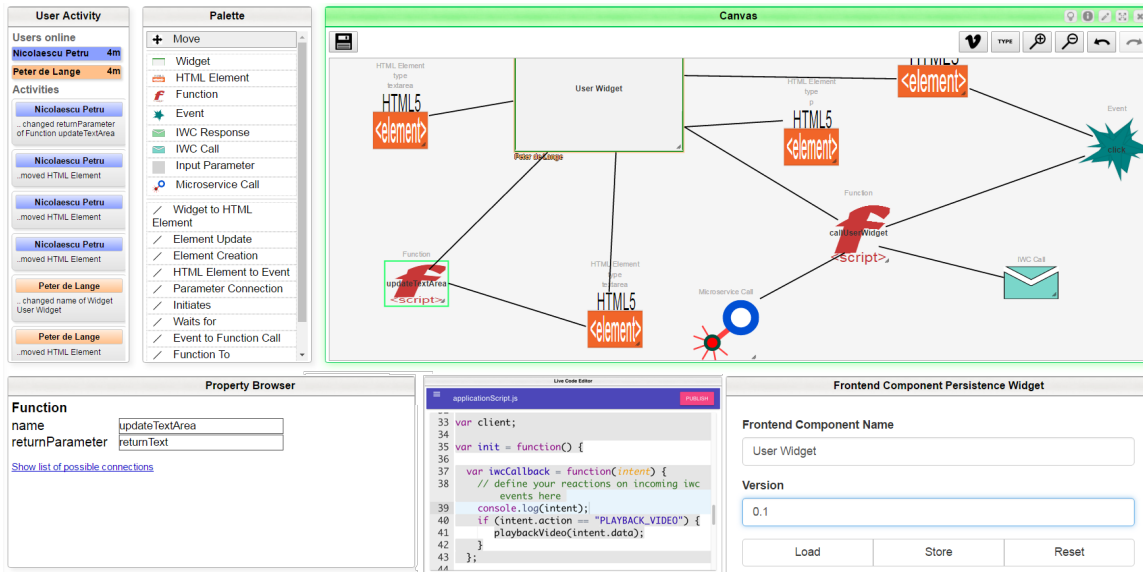 User Activity
Users online
Nicolaescu Petru 4m
Peter de Lange 4m
Activities
Nicolaescu Petru
.. changed returnParameter
of Function updateTextArea
Nicolaescu Petru
..moved HTML Element
Nicolaescu Petru
..moved HTML Element
Nicolaescu Petru
..moved HTML Element
Peter de Lange
.. changed name of Widget
User Widget
Peter de Lange
..moved HTML Element
Palette
Move
Widget
HTML Element
Function
Event
IWC Response
IWC Call
Input Parameter
Microservice Call
Widget to HTML
Element
Element Update
Element Creation
HTML Element to Event
Parameter Connection
Initiates
Waits for
Event to Function Call
Function To
Canvas
TYPE
HTML Element
type
textarea
HTML5
<element>
User Widget
Peter de Lange
HTML Element
type
p
HTML5
<element>
HTML5
<element>
Event
click
Function
callUserWidget
<script>
IWC Call
Function
updateTextArea
<script>
HTML Element
type
textarea
HTML5
<element>
Microservice Call
Property Browser
Function
name updateTextArea
returnParameter returnText
Show list of possible connections
Live Code Editor
applicationScript.js PUBLISH
33 var client;
34
35 var init = function() {
36
37 var iwcCallback = function(intent) {
38 // define your reactions on incoming iwc
events here
39 console.log(intent);
40 if (intent.action == "PLAYBACK_VIDEO") {
41 playbackVideo(intent.data);
42 }
43 };
44
Frontend Component Persistence Widget
Frontend Component Name
User Widget
Version
0.1
Load Store Reset